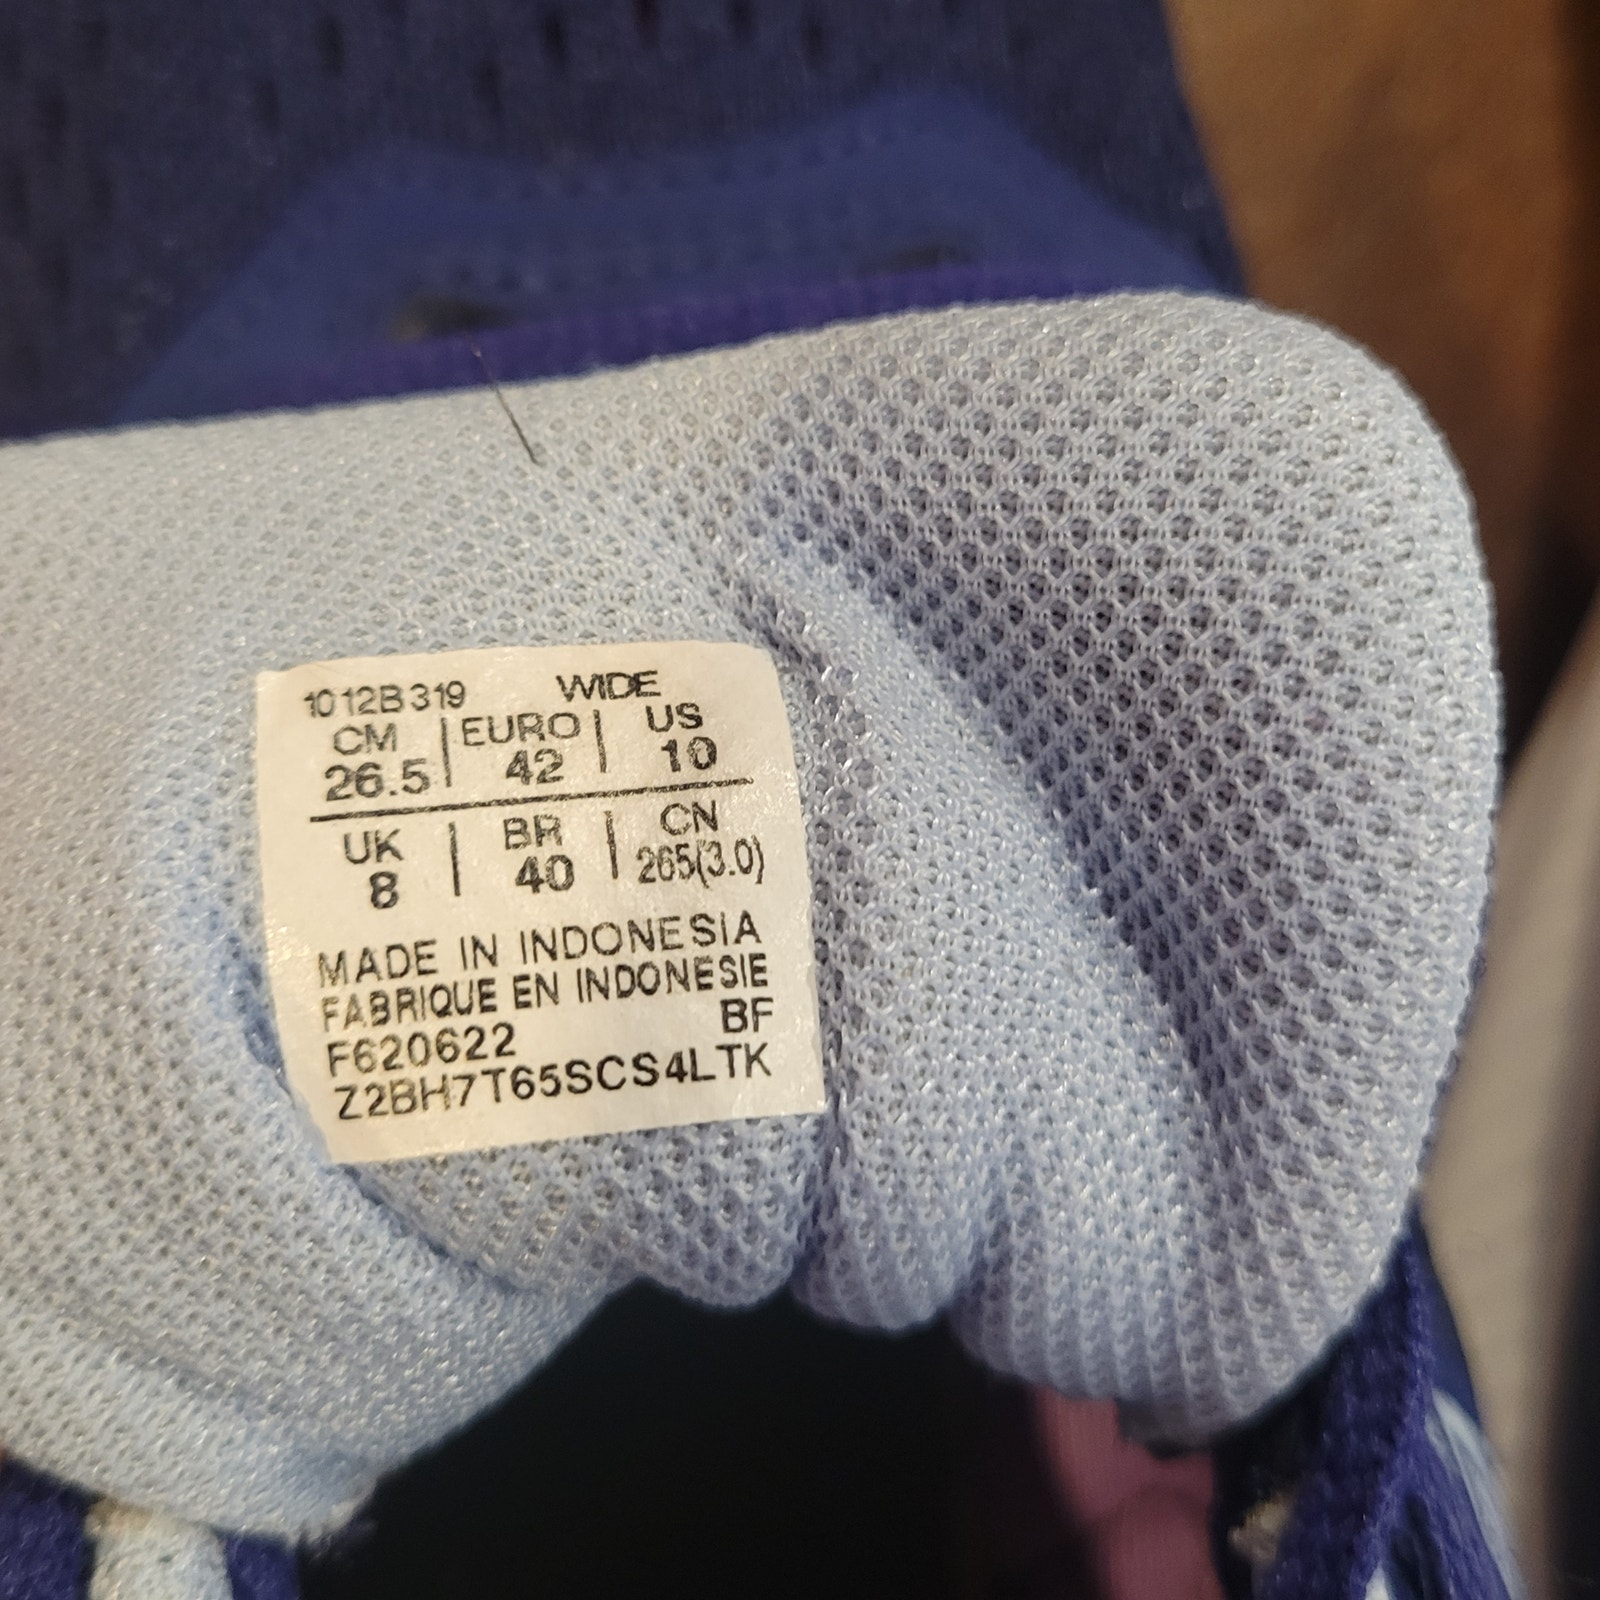 1012B319 WIDE
CM | EURO | US
26.5 | 42 | 10
UK | BR | CN
8 | 40 | 265(3.0)
MADE IN INDONESIA
FABRIQUE EN INDONESIE
F620622 BF
Z2BH7T65SCS4LTK